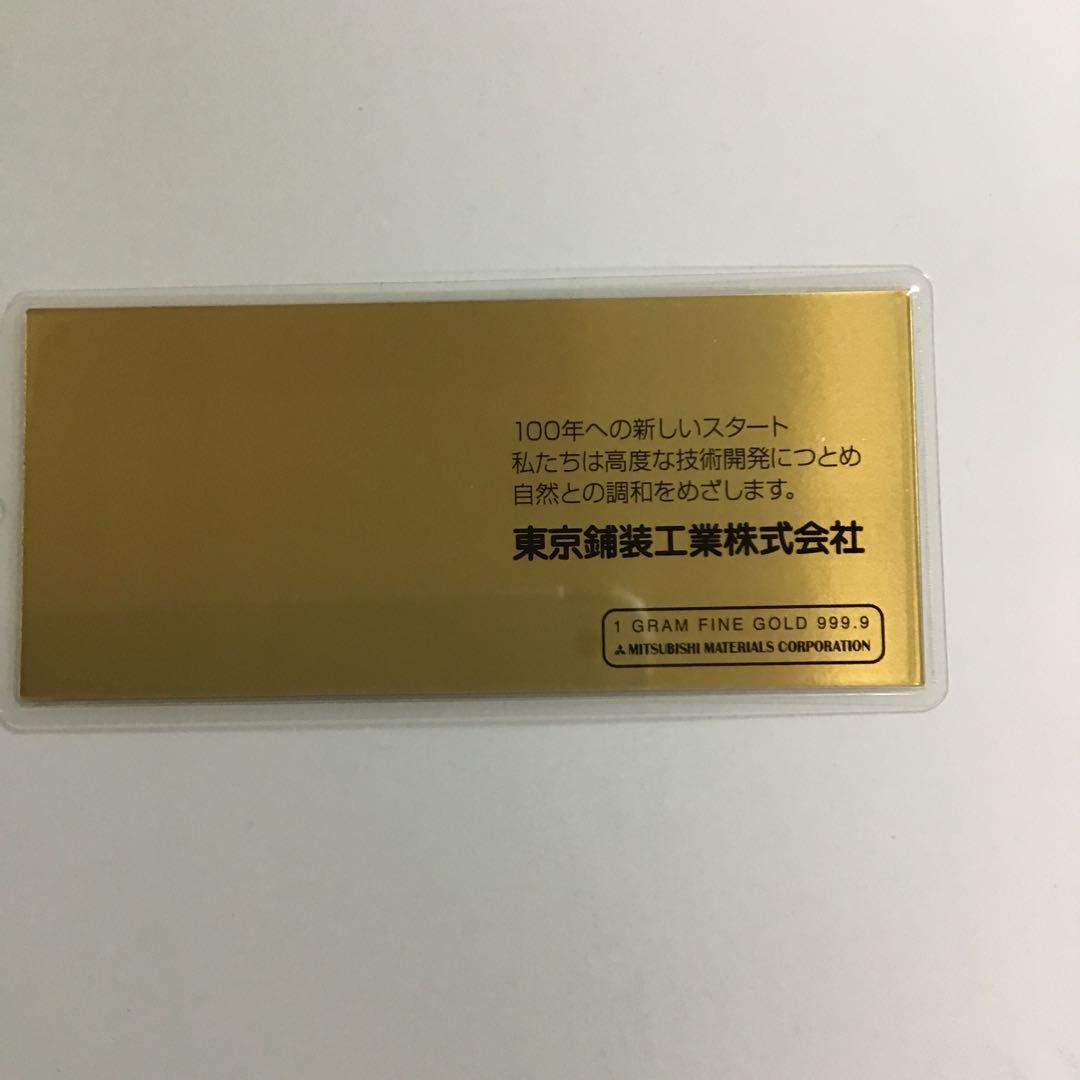 100年への新しいスタート
私たちは高度な技術開発につとめ
自然との調和をめざします。
東京鋪装工業株式会社
1 GRAM FINE GOLD 999.9
MITSUBISHI MATERIALS CORPORATION